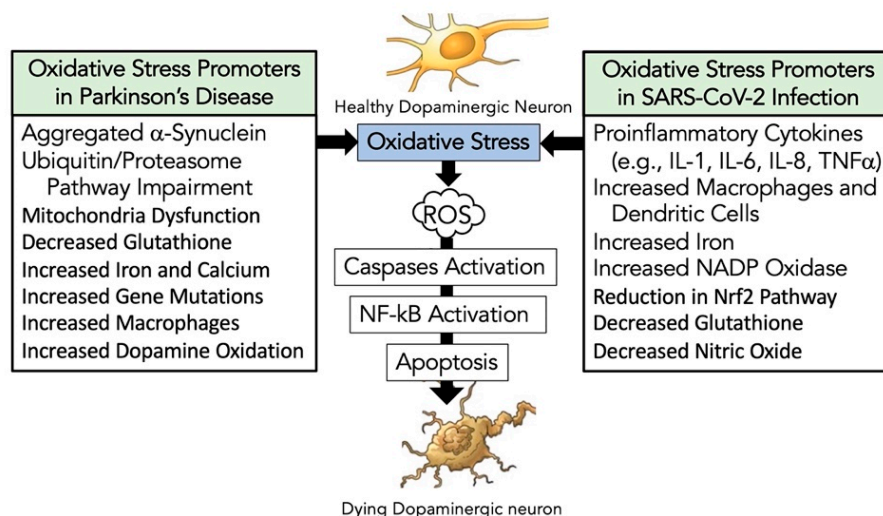 Oxidative Stress Promoters
in Parkinson's Disease
Aggregated α-Synuclein
Ubiquitin/Proteasome
Pathway Impairment
Mitochondria Dysfunction
Decreased Glutathione
Increased Iron and Calcium
Increased Gene Mutations
Increased Macrophages
Increased Dopamine Oxidation
Healthy Dopaminergic Neuron
Oxidative Stress
ROS
Caspases Activation
NF-kB Activation
Apoptosis
Dying Dopaminergic neuron
Oxidative Stress Promoters
in SARS-CoV-2 Infection
Proinflammatory Cytokines
(e.g., IL-1, IL-6, IL-8, TNFα)
Increased Macrophages and
Dendritic Cells
Increased Iron
Increased NADP Oxidase
Reduction in Nrf2 Pathway
Decreased Glutathione
Decreased Nitric Oxide